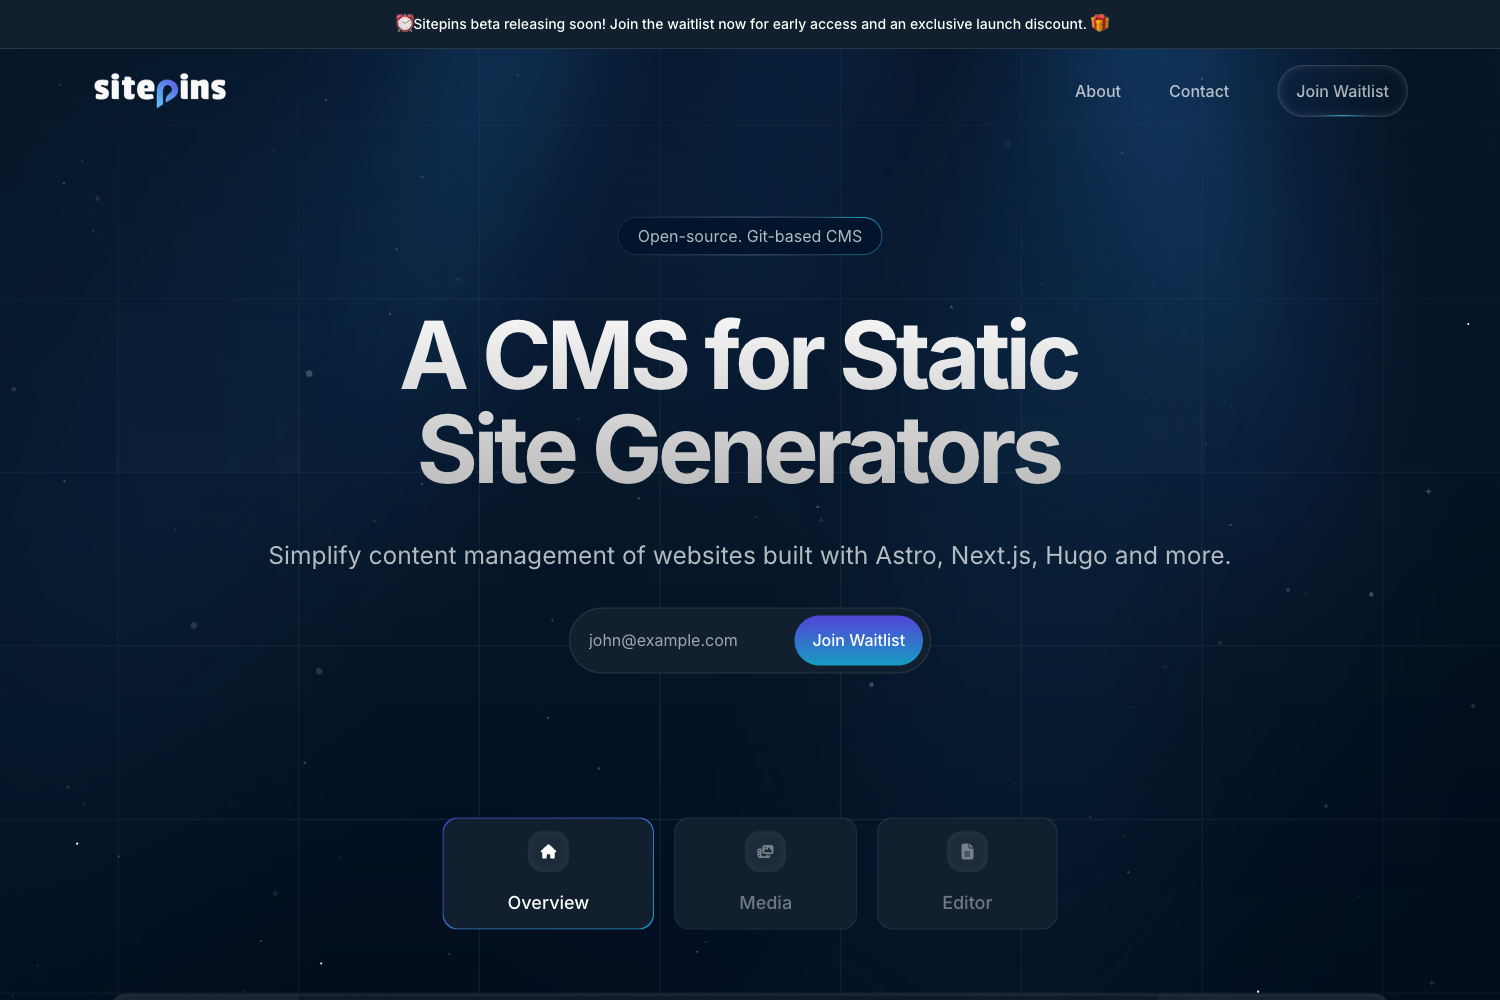 ⏰Sitepins beta releasing soon! Join the waitlist now for early access and an exclusive launch discount. 🎁
sitepins
About
Contact
Join Waitlist
Open-source. Git-based CMS
A CMS for Static
Site Generators
Simplify content management of websites built with Astro, Next.js, Hugo and more.
john@example.com
Join Waitlist
Overview
Media
Editor